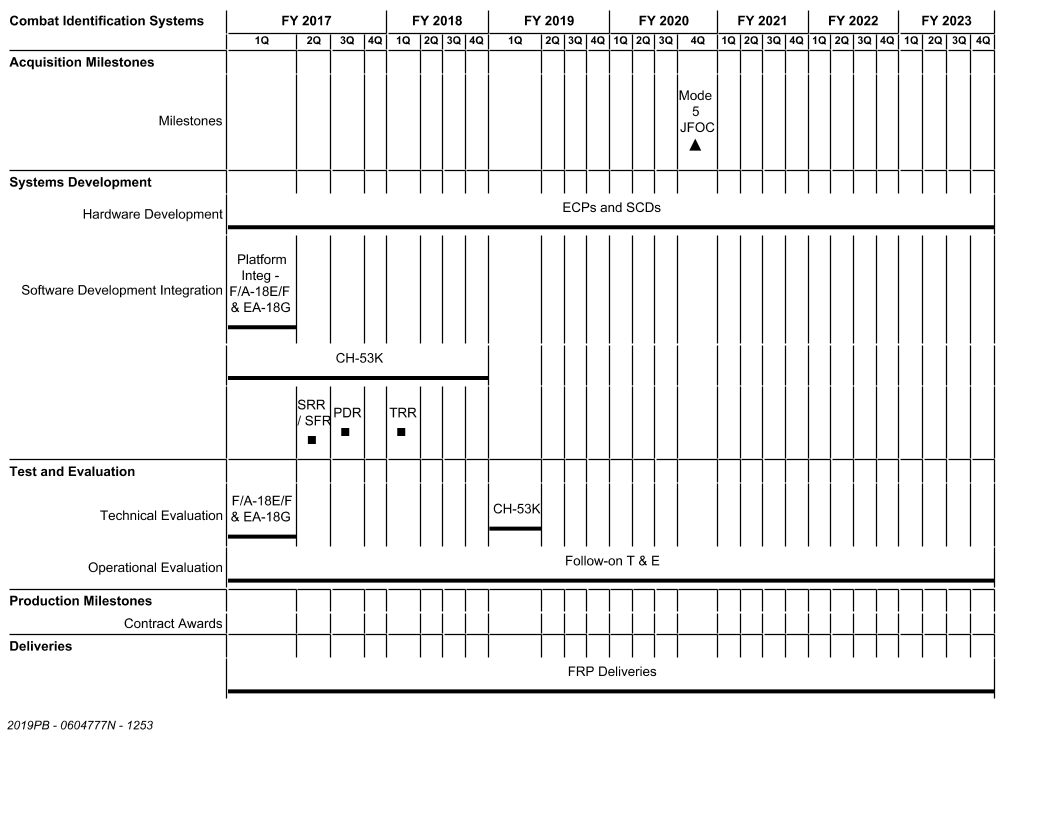 Combat Identification Systems FY 2017 FY 2018 FY 2019 FY 2020 FY 2021 FY 2022 FY 2023
1Q 2Q 3Q 4Q 1Q 2Q 3Q 4Q 1Q 2Q 3Q 4Q 1Q 2Q 3Q 4Q 1Q 2Q 3Q 4Q 1Q 2Q 3Q 4Q 1Q 2Q 3Q 4Q
Acquisition Milestones
Milestones
Mode
5
JFOC
Systems Development
Hardware Development
ECPs and SCDs
Software Development Integration
Platform
Integ -
F/A-18E/F
& EA-18G
CH-53K
SRR
/ SFR
PDR
TRR
Test and Evaluation
Technical Evaluation
F/A-18E/F
& EA-18G
CH-53K
Operational Evaluation
Follow-on T & E
Production Milestones
Contract Awards
Deliveries
FRP Deliveries
2019PB - 0604777N - 1253